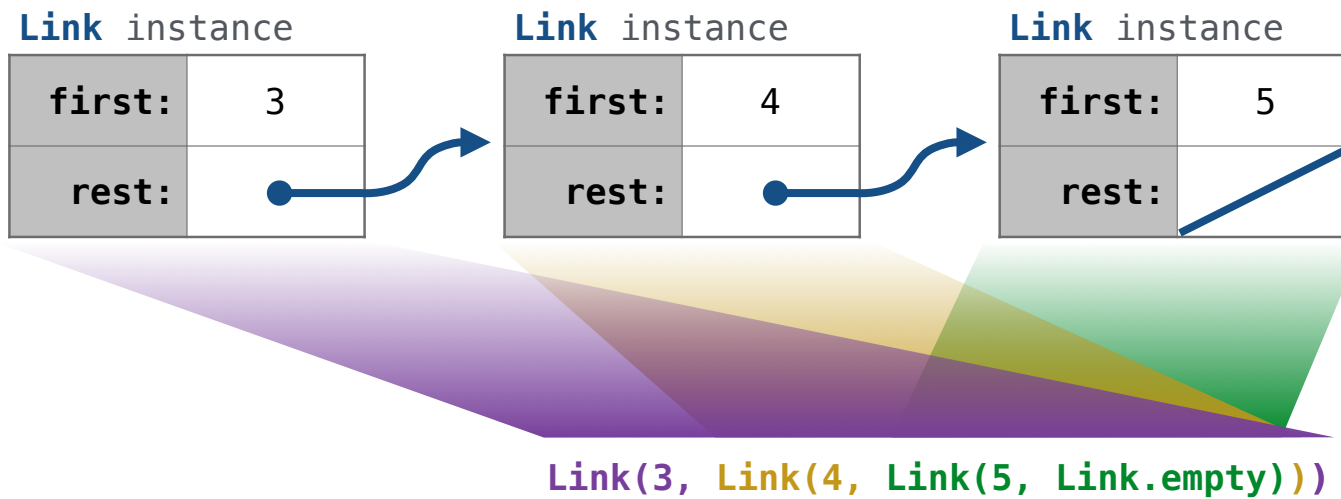 Link instance Link instance Link instance
first: 3 first: 4 first: 5
rest: rest: rest:
Link(3, Link(4, Link(5, Link.empty)))